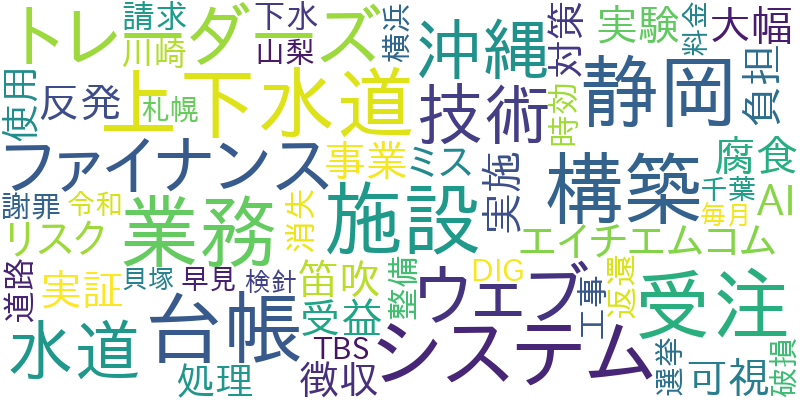 トレーダーズ
請求
川崎
下水
山梨
横浜
沖縄
対策
実験
料金
大幅
使用
反発
札幌
上下水道
技術
時効
静岡
負担
ファイナンス
事業
ミス
実施
構築
腐食
千葉
AI
謝罪
令和
業務
消失
施設
毎月
リスク
エイチエムコム
道路
実証
貝塚
早見
検針
笛吹
整備
DIG
ウェブ
工事
返還
受注
水道
台帳
受益
TBS
システム
処理
徴収
選挙
可視
破損